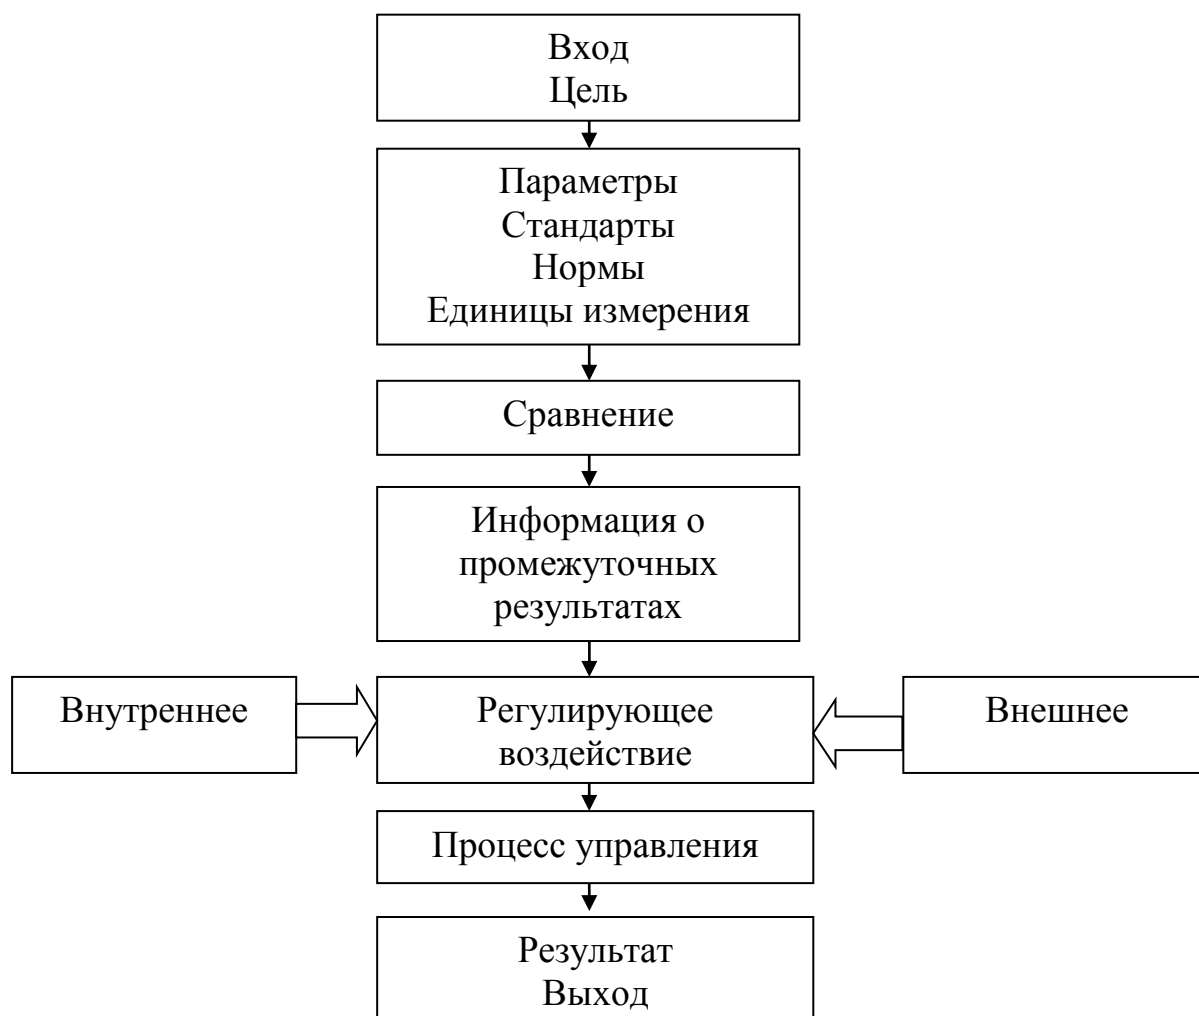 Вход
Цель
Параметры
Стандарты
Нормы
Единицы измерения
Сравнение
Информация о
промежуточных
результатах
Внутреннее
Регулирующее
воздействие
Внешнее
Процесс управления
Результат
Выход